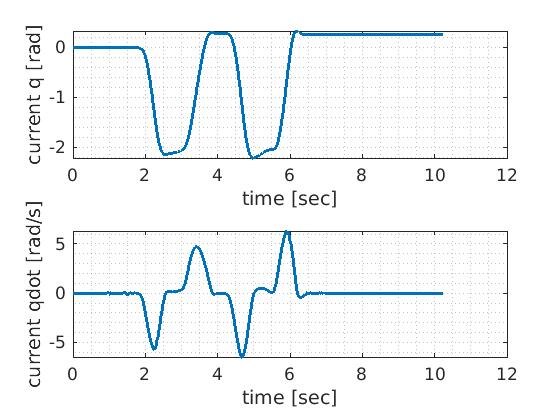 current q [rad]
0
-1
-2
0 2 4 6 8 10 12
time [sec]
current qdot [rad/s]
5
0
-5
0 2 4 6 8 10 12
time [sec]